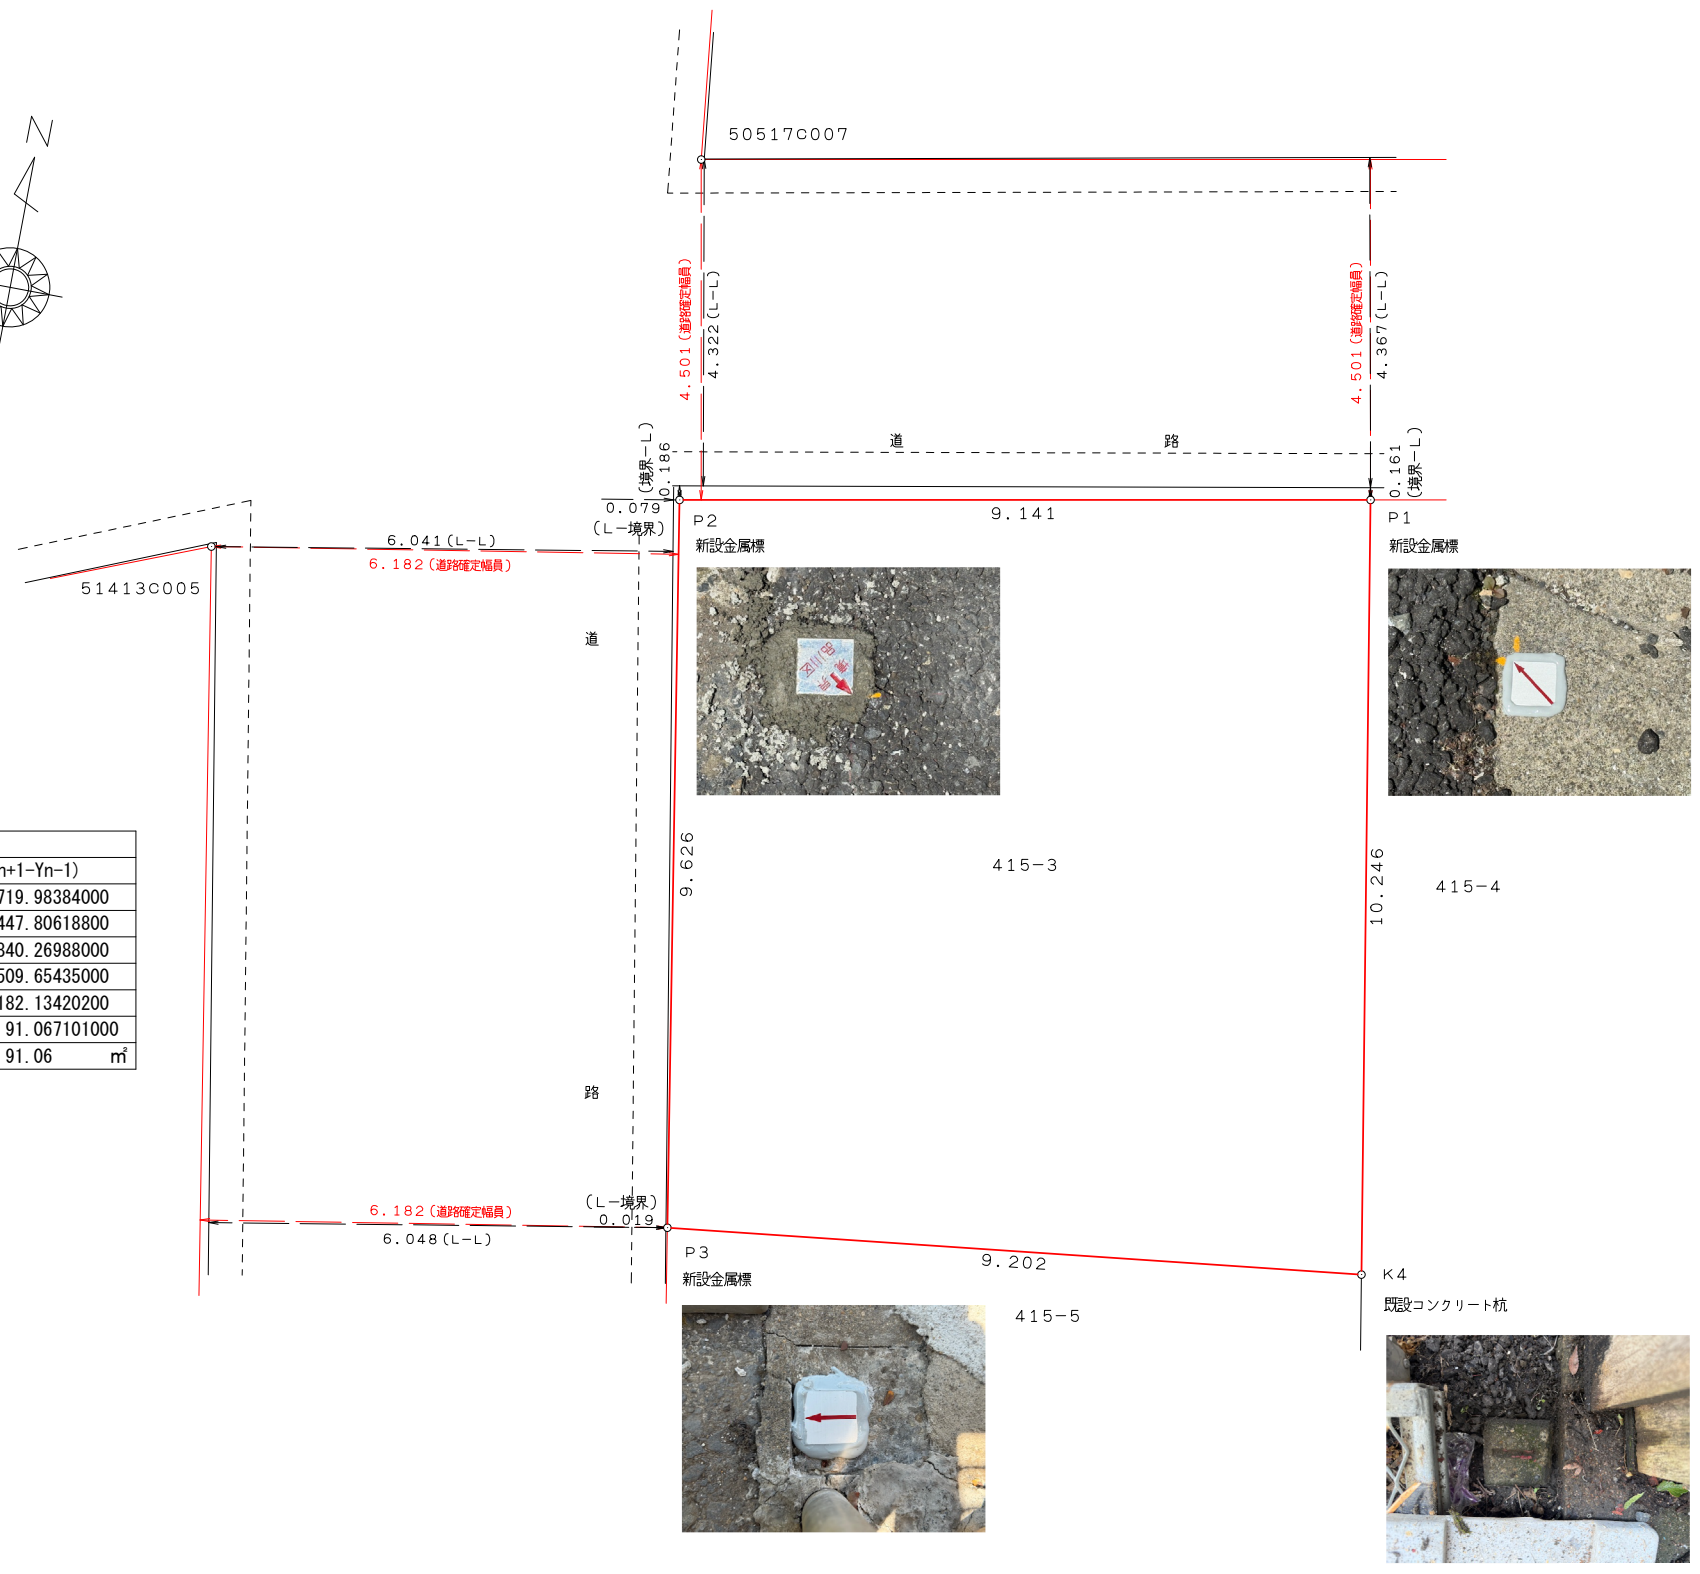 N
50517C007
4.501(道路確定幅員)
4.322(L-L)
4.501(道路確定幅員)
4.367(L-L)
道 路
(境界-L)
0.186
0.161
(境界-L)
0.079
(L-境界)
P2
新設金属標
9.141
P1
新設金属標
6.041(L-L)
6.182(道路確定幅員)
51413C005
道
品川区
境界
9.626
415-3
10.246
415-4
n+1-Yn-1)
719.98384000
447.80618800
340.26988000
509.65435000
182.13420200
91.067101000
91.06 ㎡
路
(L-境界)
0.019
6.182(道路確定幅員)
6.048(L-L)
P3
新設金属標
9.202
K4
既設コンクリート杭
415-5